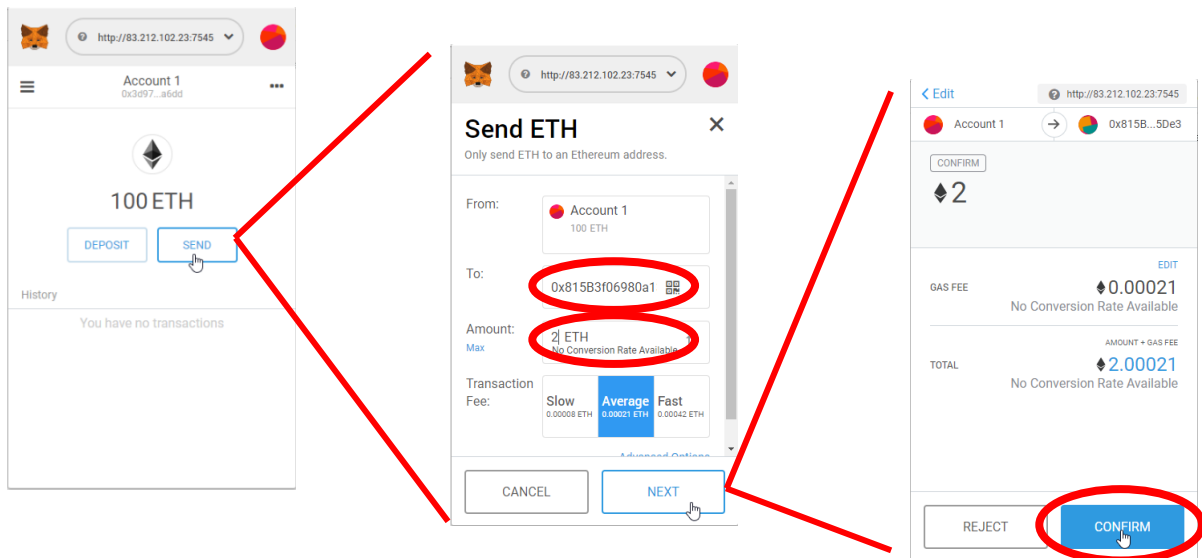 http://83.212.102.23:7545
Account 1
0x3d97...a6dd
100 ETH
DEPOSIT
SEND
History
You have no transactions
http://83.212.102.23:7545
Send ETH
Only send ETH to an Ethereum address.
From:
Account 1
100 ETH
To:
0x815B3f06980a1
Amount:
Max
2 ETH
No Conversion Rate Available
Transaction
Fee:
Slow
0.00008 ETH
Average
0.00021 ETH
Fast
0.00042 ETH
Advanced Options
CANCEL
NEXT
< Edit
http://83.212.102.23:7545
Account 1
0x815B...5De3
CONFIRM
2
EDIT
GAS FEE
0.00021
No Conversion Rate Available
AMOUNT + GAS FEE
TOTAL
2.00021
No Conversion Rate Available
REJECT
CONFIRM